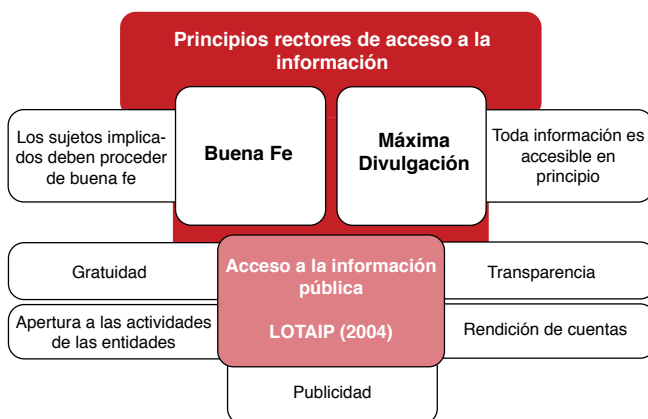 Principios rectores de acceso a la
información
Los sujetos implica-
dos deben proceder
de buena fe
Buena Fe
Máxima
Divulgación
Toda información es
accesible en
principio
Gratuidad
Acceso a la información
pública
LOTAIP (2004)
Transparencia
Apertura a las actividades
de las entidades
Rendición de cuentas
Publicidad